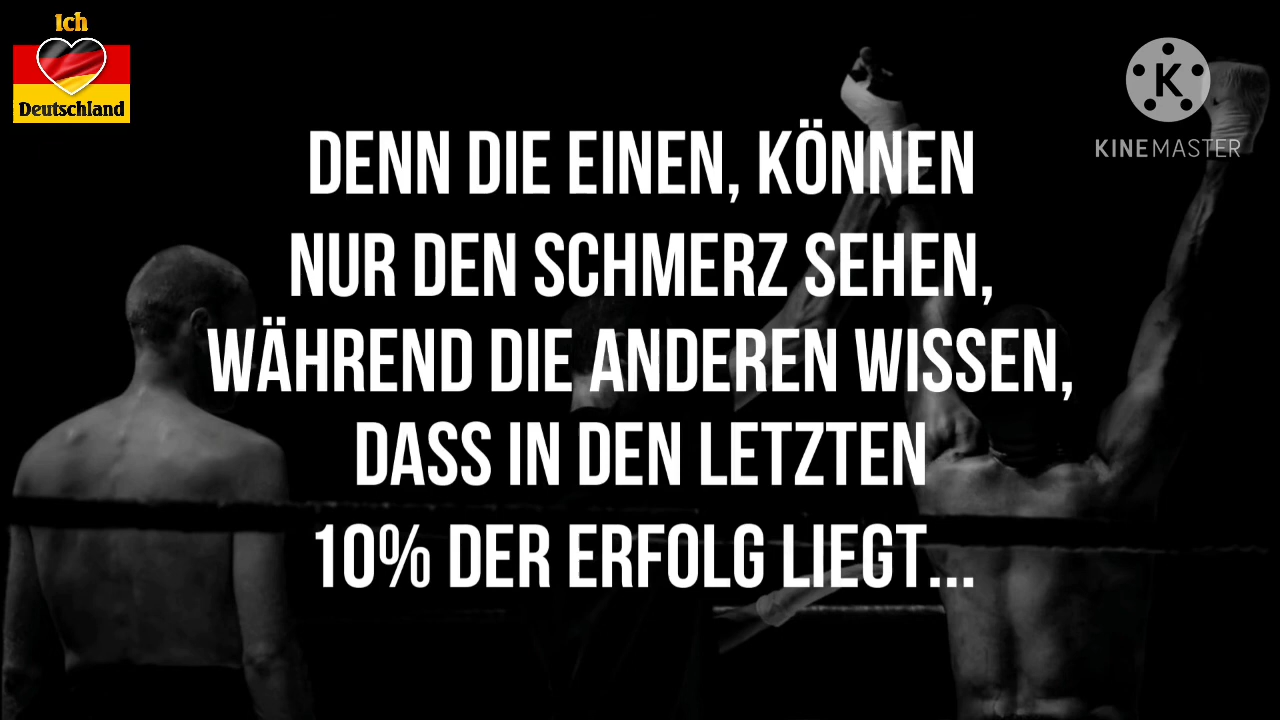 Ich
Deutschland
K
KINEMASTER
DENN DIE EINEN, KÖNNEN
NUR DEN SCHMERZ SEHEN,
WÄHREND DIE ANDEREN WISSEN,
DASS IN DEN LETZTEN
10% DER ERFOLG LIEGT...